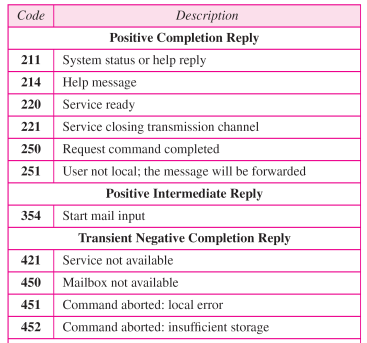 Code Description
Positive Completion Reply
211 System status or help reply
214 Help message
220 Service ready
221 Service closing transmission channel
250 Request command completed
251 User not local; the message will be forwarded
Positive Intermediate Reply
354 Start mail input
Transient Negative Completion Reply
421 Service not available
450 Mailbox not available
451 Command aborted: local error
452 Command aborted: insufficient storage